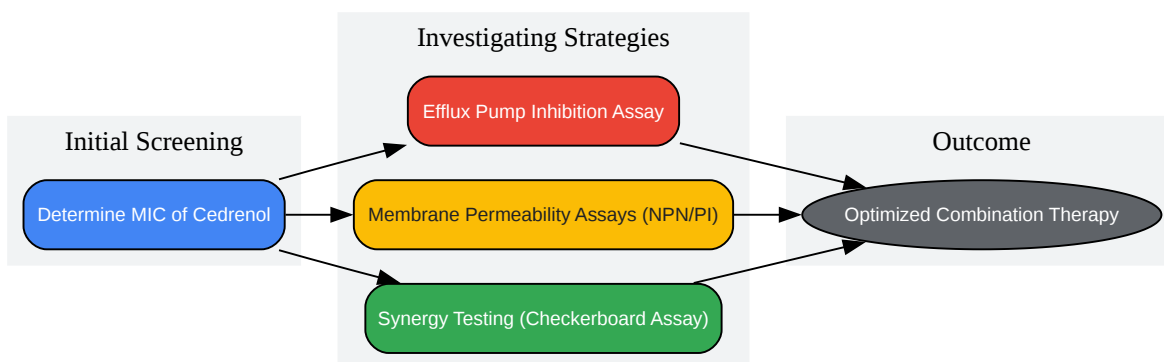 Initial Screening
Determine MIC of Cedrenol
Investigating Strategies
Efflux Pump Inhibition Assay
Membrane Permeability Assays (NPN/PI)
Synergy Testing (Checkerboard Assay)
Outcome
Optimized Combination Therapy